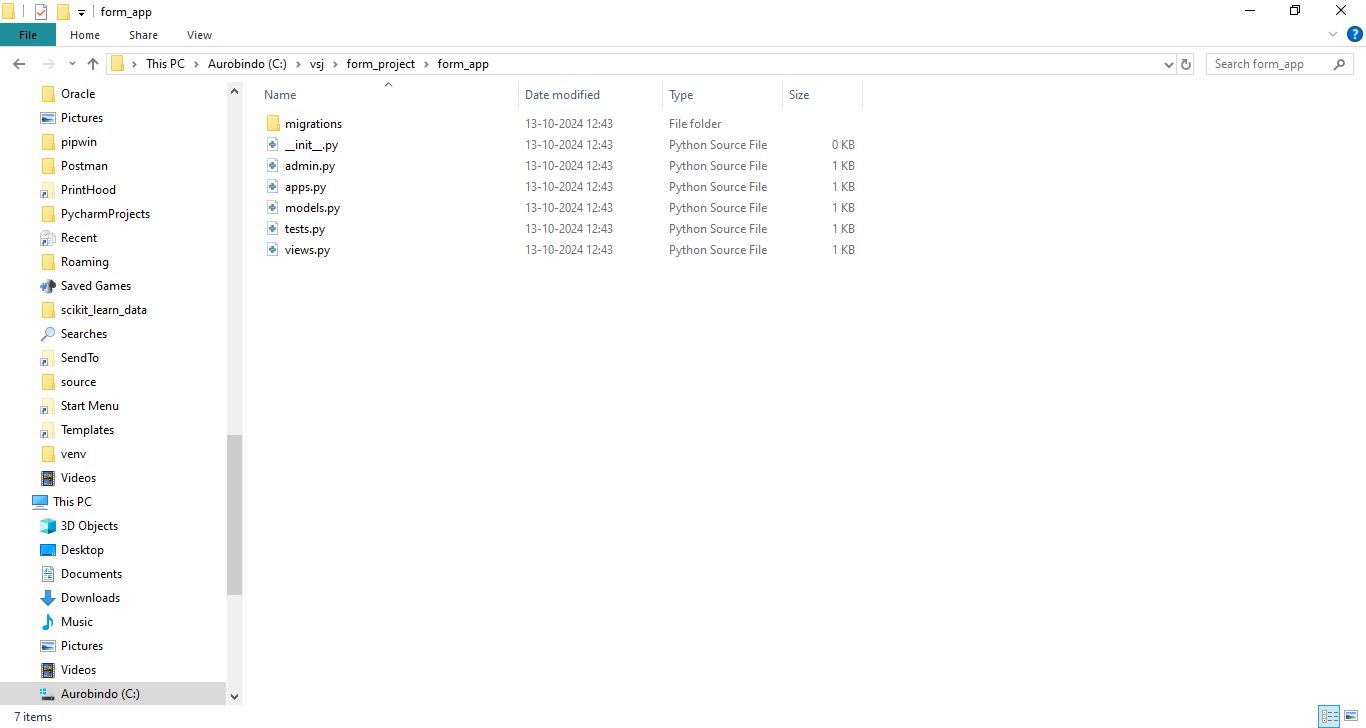 form_app
File Home Share View
This PC Aurobindo (C:) vsj form_project form_app Search form_app
Oracle
Pictures
pipwin
Postman
PrintHood
PycharmProjects
Recent
Roaming
Saved Games
scikit_learn_data
Searches
SendTo
source
Start Menu
Templates
venv
Videos
This PC
3D Objects
Desktop
Documents
Downloads
Music
Pictures
Videos
Aurobindo (C:)
Name Date modified Type Size
migrations 13-10-2024 12:43 File folder
__init__.py 13-10-2024 12:43 Python Source File 0 KB
admin.py 13-10-2024 12:43 Python Source File 1 KB
apps.py 13-10-2024 12:43 Python Source File 1 KB
models.py 13-10-2024 12:43 Python Source File 1 KB
tests.py 13-10-2024 12:43 Python Source File 1 KB
views.py 13-10-2024 12:43 Python Source File 1 KB
7 items